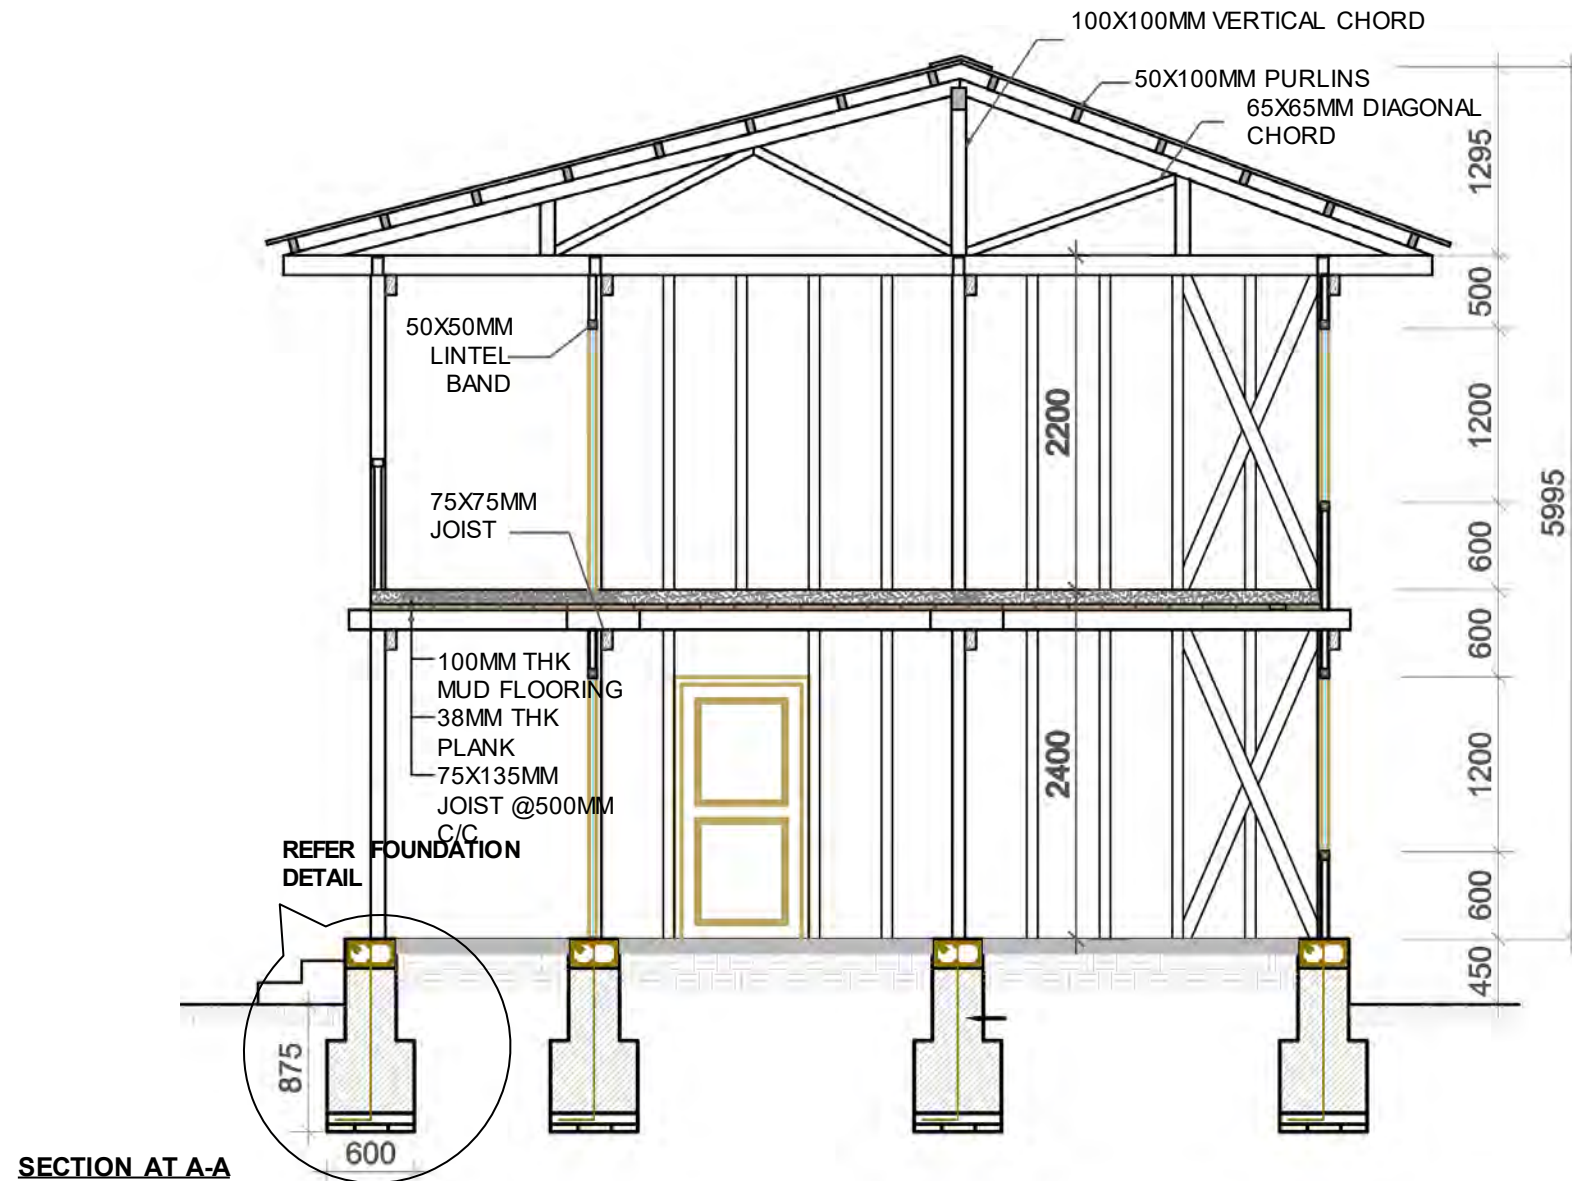 100X100MM VERTICAL CHORD
50X100MM PURLINS
65X65MM DIAGONAL
CHORD
1295
500
50X50MM
LINTEL
BAND
2200
1200
75X75MM
JOIST
5995
600
600
100MM THK
MUD FLOORING
38MM THK
PLANK
75X135MM
JOIST @500MM
C/C
2400
1200
REFER FOUNDATION
DETAIL
600
450
875
600
SECTION AT A-A